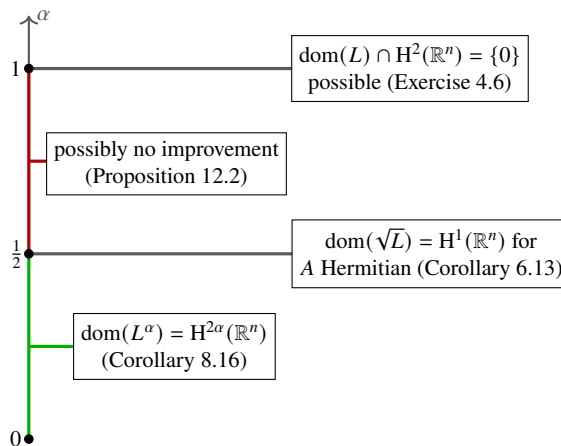 α
1
dom(L) ∩ H²(ℝⁿ) = {0}
possible (Exercise 4.6)
possibly no improvement
(Proposition 12.2)
1/2
dom(√L) = H¹(ℝⁿ) for
A Hermitian (Corollary 6.13)
dom(L^α) = H^{2α}(ℝⁿ)
(Corollary 8.16)
0